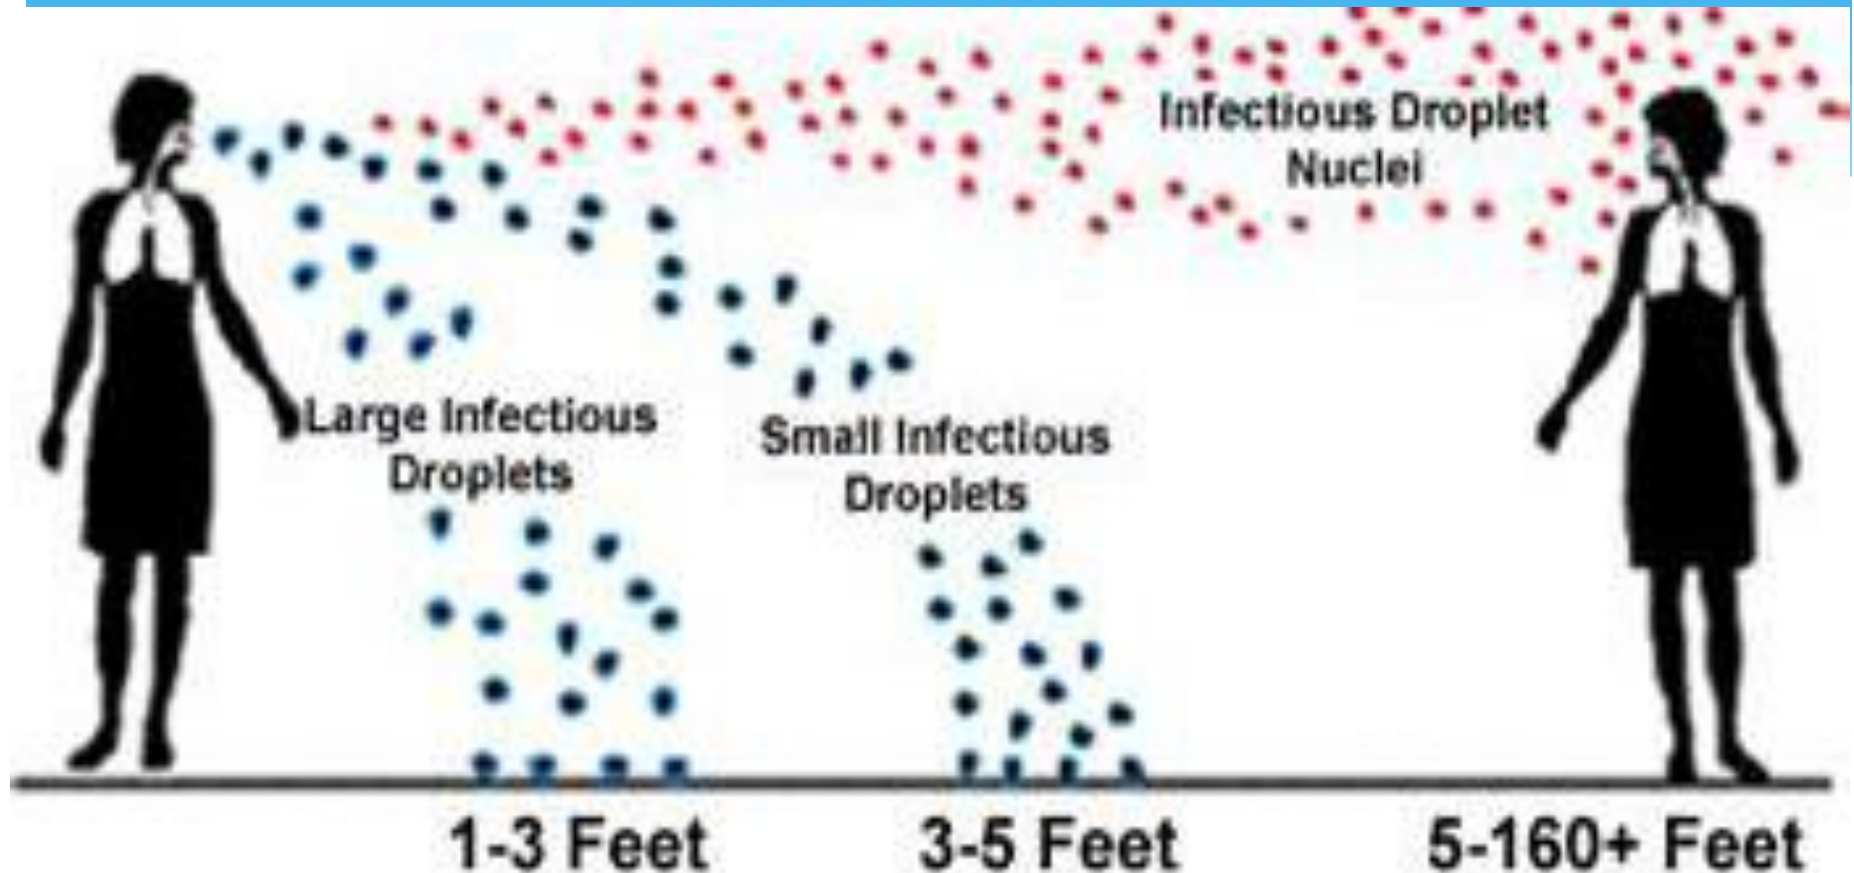 Infectious Droplet
Nuclei
Large Infectious
Droplets
Small Infectious
Droplets
1-3 Feet
3-5 Feet
5-160+ Feet